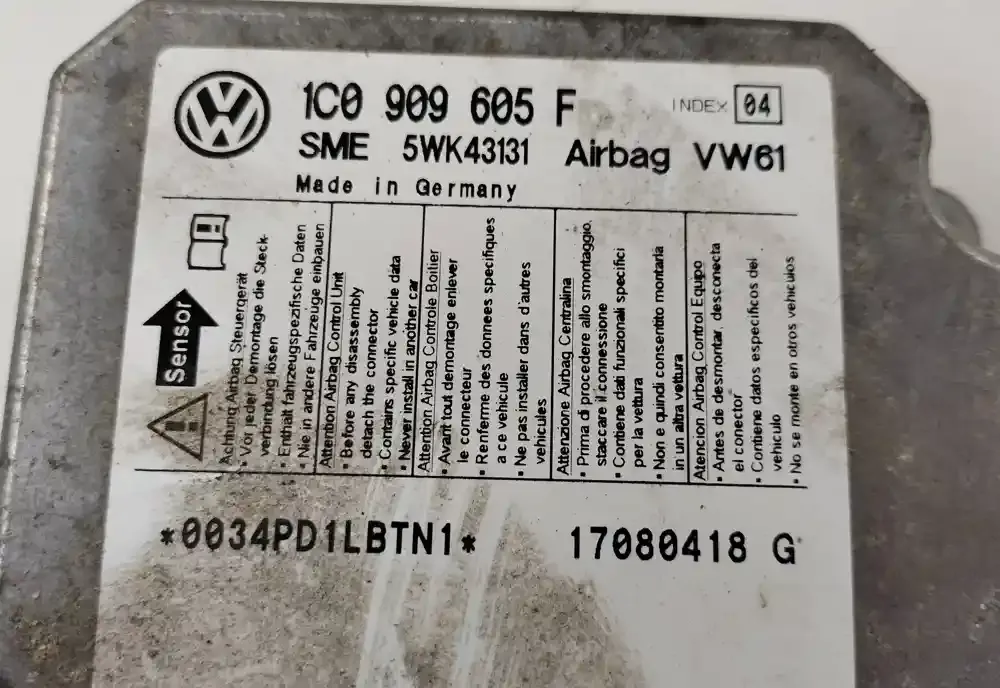 1C0 909 605 F INDEX 04
SME 5WK43131 Airbag VW61
Made in Germany
Sensor
Achtung Airbag Steuergerät
• Vor jeder Demontage die Steck-
verbindung lösen
• Enthält fahrzeugspezifische Daten
• Nie in andere Fahrzeuge einbauen
Attention Airbag Control Unit
• Before any disassembly
detach the connector
• Contains specific vehicle data
• Never install in another car
Attention Airbag Controle Boitier
• Avant tout demontage enlever
le connecteur
• Renferme des donnees specifiques
a ce vehicule
• Ne pas installer dans d'autres
vehicules
Attenzione Airbag Centralina
• Prima di procedere allo smontaggio,
staccare il connessione
• Contiene dati funzionali specifici
per la vettura
• Non e quindi consentito montarla
in un altra vettura
Atencion Airbag Control Equipo
• Antes de desmontar, desconecta
el conector
• Contiene datos especificos del
vehiculo
• No se monte en otros vehiculos
*0034PD1LBTN1* 17080418 G